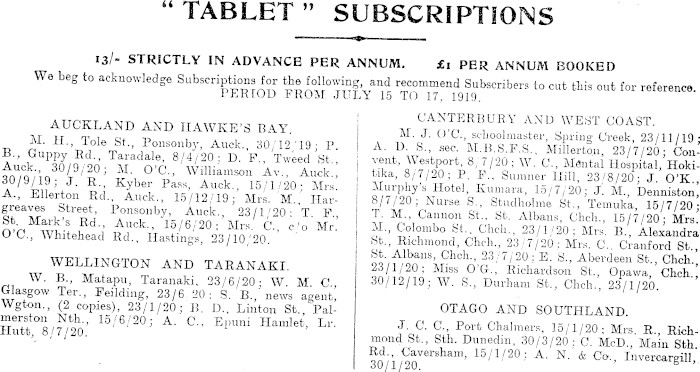 "TABLET" SUBSCRIPTIONS
13/- STRICTLY IN ADVANCE PER ANNUM. £1 PER ANNUM BOOKED
We beg to acknowledge Subscriptions for the following, and recommend Subscribers to cut this out for reference.
PERIOD FROM JULY 15 TO 17, 1919.
AUCKLAND AND HAWKE'S BAY.
M. H., Tole St., Ponsonby, Auck., 30/12/19; P.
B., Guppy Rd., Taradale, 8/4/20; D. F., Tweed St.,
Auck., 30/9/20; M. O'C., Williamson Av., Auck.,
30/9/19; J. R., Kyber Pass, Auck., 15/1/20; Mrs.
A., Ellerton Rd., Auck., 15/12/19; Mrs. M., Har-
greaves Street, Ponsonby, Auck., 23/1/20; T. F.,
St. Mark's Rd., Auck., 15/6/20; Mrs. C., c/o Mr.
O'C., Whitehead Rd., Hastings, 23/10/20.
WELLINGTON AND TARANAKI.
W. B., Matapu, Taranaki, 23/6/20; W. M. C.,
Glasgow Ter., Feilding, 23/6 20; S. B., news agent,
Wgton., (2 copies), 23/1/20; B. D., Linton St., Pal-
merston Nth., 15/6/20; A. C., Epuni Hamlet, Lr.
Hutt, 8/7/20.
CANTERBURY AND WEST COAST.
M. J. O'C., schoolmaster, Spring Creek, 23/11/19;
A. D. S., sec. M.B.S.F.S., Millerton, 23/7/20; Con-
vent, Westport, 8/7/20; W. C., Mental Hospital, Hoki-
tika, 8/7/20; P. F., Sumner Hill, 23/8/20; J. O'K.,
Murphy's Hotel, Kumara, 15/7/20; J. M., Denniston,
8/7/20; Nurse S., Studholme St., Temuka, 15/7/20;
T. M., Cannon St., St. Albans, Chch., 15/7/20; Mrs.
M., Colombo St., Chch., 23/1/20; Mrs. B., Alexandra
St., Richmond, Chch., 23/7/20; Mrs. C., Cranford St.,
St. Albans, Chch., 23/7/20; E. S., Aberdeen St., Chch.,
23/1/20; Miss O'G., Richardson St., Opawa, Chch.,
30/12/19; W. S., Durham St., Chch., 23/1/20.
OTAGO AND SOUTHLAND.
J. C. C., Port Chalmers, 15/1/20; Mrs. R., Rich-
mond St., Sth. Dunedin, 30/3/20; C. McD., Main Sth.
Rd., Caversham, 15/1/20; A. N. & Co., Invercargill,
30/1/20.